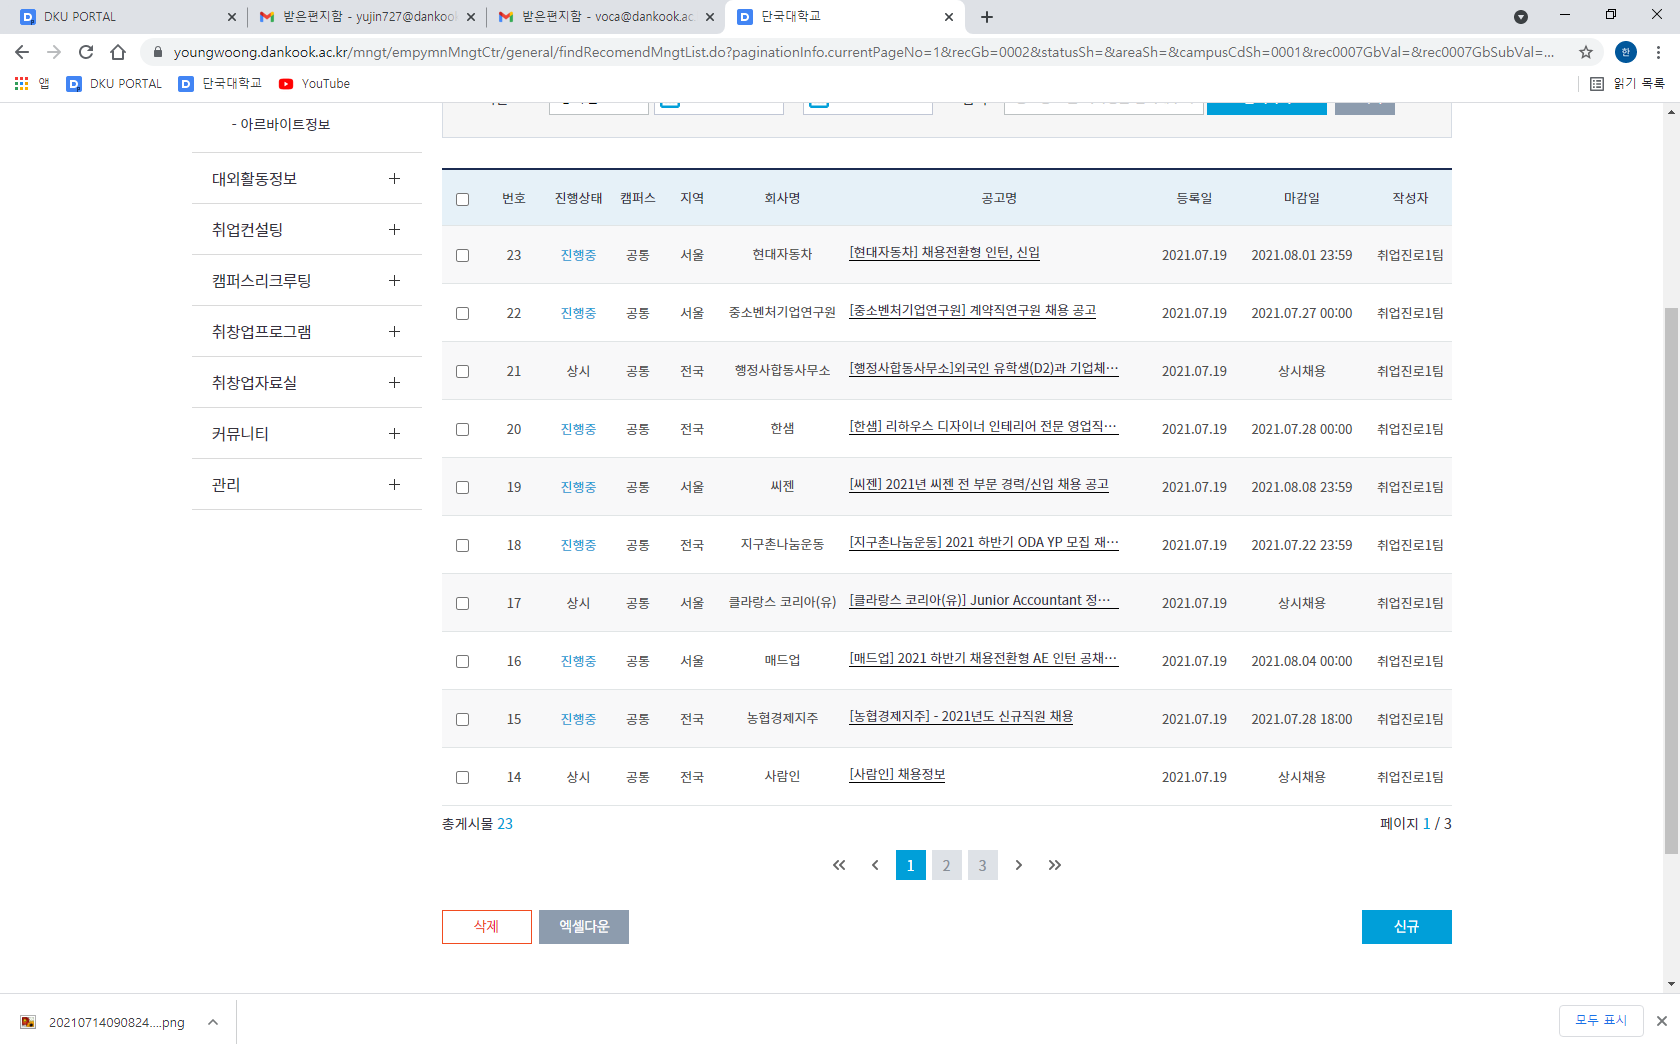 DKU PORTAL
받은편지함 - yujin727@dankook
받은편지함 - voca@dankook.ac.
단국대학교
youngwoong.dankook.ac.kr/mngt/empymnMngtCtr/general/findRecomendMngtList.do?paginationInfo.currentPageNo=1&recGb=0002&statusSh=&areaSh=&campusCdSh=0001&rec0007GbVal=&rec0007GbSubVal=...
한
앱
DKU PORTAL
단국대학교
YouTube
읽기 목록
- 아르바이트정보
대외활동정보
취업컨설팅
캠퍼스리크루팅
취창업프로그램
취창업자료실
커뮤니티
관리
번호 진행상태 캠퍼스 지역 회사명 공고명 등록일 마감일 작성자
23 진행중 공통 서울 현대자동차 [현대자동차] 채용전환형 인턴, 신입 2021.07.19 2021.08.01 23:59 취업진로1팀
22 진행중 공통 서울 중소벤처기업연구원 [중소벤처기업연구원] 계약직연구원 채용 공고 2021.07.19 2021.07.27 00:00 취업진로1팀
21 상시 공통 전국 행정사합동사무소 [행정사합동사무소]외국인 유학생(D2)과 기업체… 2021.07.19 상시채용 취업진로1팀
20 진행중 공통 전국 한샘 [한샘] 리하우스 디자이너 인테리어 전문 영업직… 2021.07.19 2021.07.28 00:00 취업진로1팀
19 진행중 공통 서울 씨젠 [씨젠] 2021년 씨젠 전 부문 경력/신입 채용 공고 2021.07.19 2021.08.08 23:59 취업진로1팀
18 진행중 공통 전국 지구촌나눔운동 [지구촌나눔운동] 2021 하반기 ODA YP 모집 재… 2021.07.19 2021.07.22 23:59 취업진로1팀
17 상시 공통 서울 클라랑스 코리아(유) [클라랑스 코리아(유)] Junior Accountant 정… 2021.07.19 상시채용 취업진로1팀
16 진행중 공통 서울 매드업 [매드업] 2021 하반기 채용전환형 AE 인턴 공채… 2021.07.19 2021.08.04 00:00 취업진로1팀
15 진행중 공통 전국 농협경제지주 [농협경제지주] - 2021년도 신규직원 채용 2021.07.19 2021.07.28 18:00 취업진로1팀
14 상시 공통 전국 사람인 [사람인] 채용정보 2021.07.19 상시채용 취업진로1팀
총게시물 23
페이지 1 / 3
1 2 3
삭제
엑셀다운
신규
20210714090824....png
모두 표시